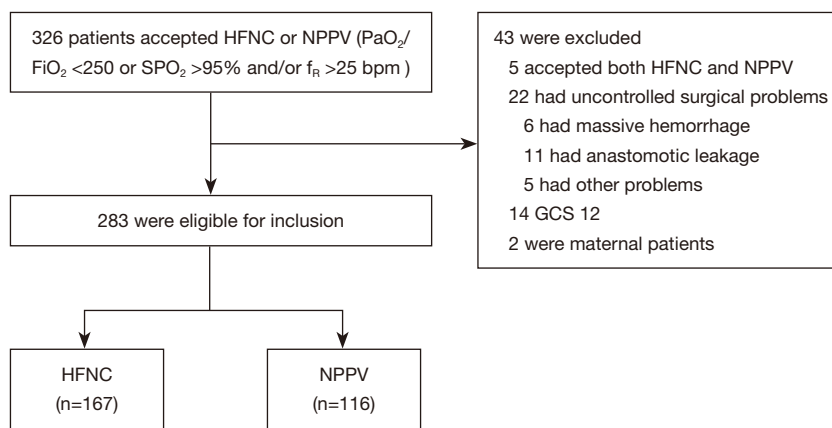 326 patients accepted HFNC or NPPV (PaO₂/
FiO₂ <250 or SPO₂ >95% and/or fR >25 bpm )
43 were excluded
5 accepted both HFNC and NPPV
22 had uncontrolled surgical problems
6 had massive hemorrhage
11 had anastomotic leakage
5 had other problems
14 GCS 12
2 were maternal patients
283 were eligible for inclusion
HFNC
(n=167)
NPPV
(n=116)